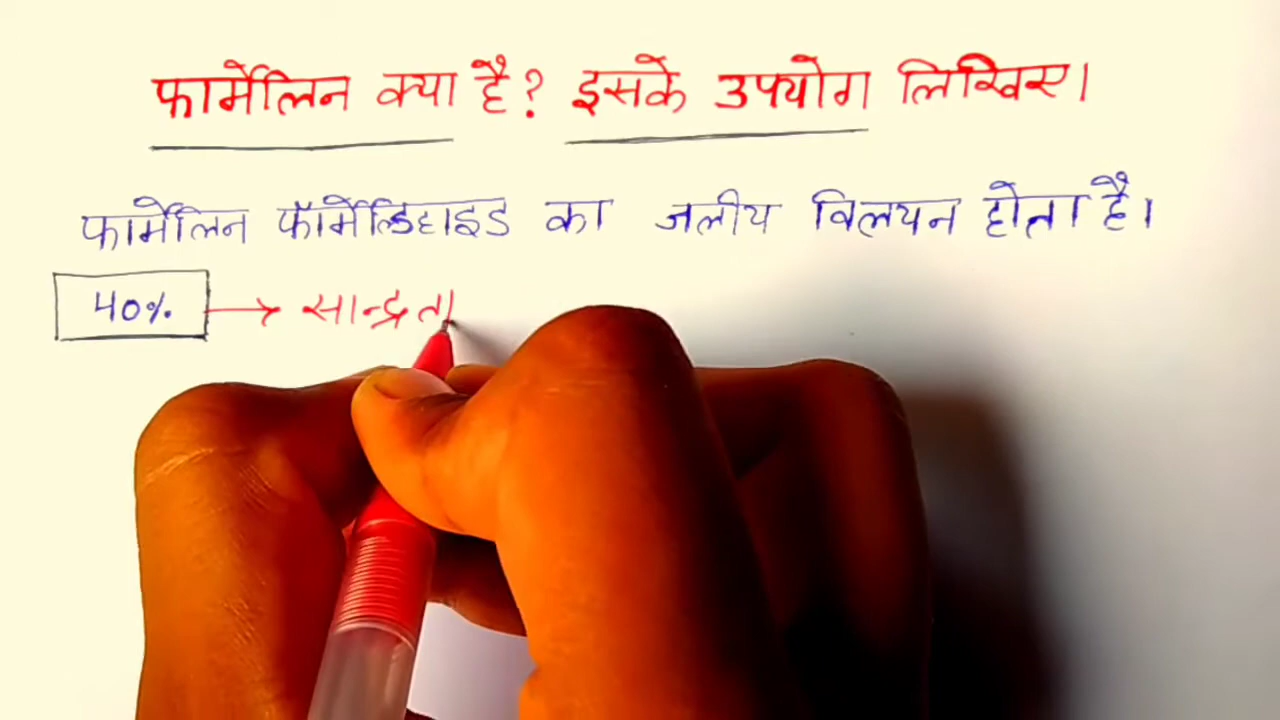 फार्मेलिन क्या है? इसके उपयोग लिखिए।
फार्मेलिन फॉर्मेल्डिहाइड का जलीय विलयन होता है।
40% → सान्द्रता